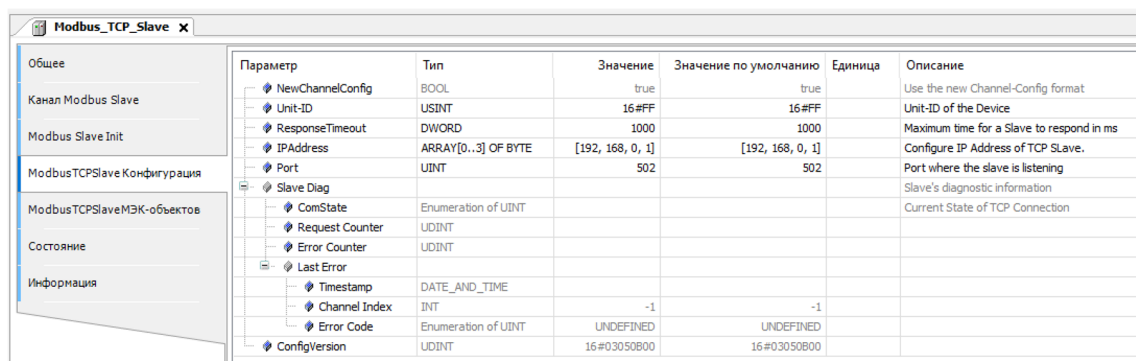 Modbus_TCP_Slave
Общее
Канал Modbus Slave
Modbus Slave Init
ModbusTCPSlave Конфигурация
ModbusTCPSlaveМЭК-объектов
Состояние
Информация
Параметр Тип Значение Значение по умолчанию Единица Описание
NewChannelConfig BOOL true true Use the new Channel-Config format
Unit-ID USINT 16#FF 16#FF Unit-ID of the Device
ResponseTimeout DWORD 1000 1000 Maximum time for a Slave to respond in ms
IPAddress ARRAY[0..3] OF BYTE [192, 168, 0, 1] [192, 168, 0, 1] Configure IP Address of TCP SLave.
Port UINT 502 502 Port where the slave is listening
Slave Diag Slave's diagnostic information
ComState Enumeration of UINT Current State of TCP Connection
Request Counter UDINT
Error Counter UDINT
Last Error
Timestamp DATE_AND_TIME
Channel Index INT -1 -1
Error Code Enumeration of UINT UNDEFINED UNDEFINED
ConfigVersion UDINT 16#03050B00 16#03050B00